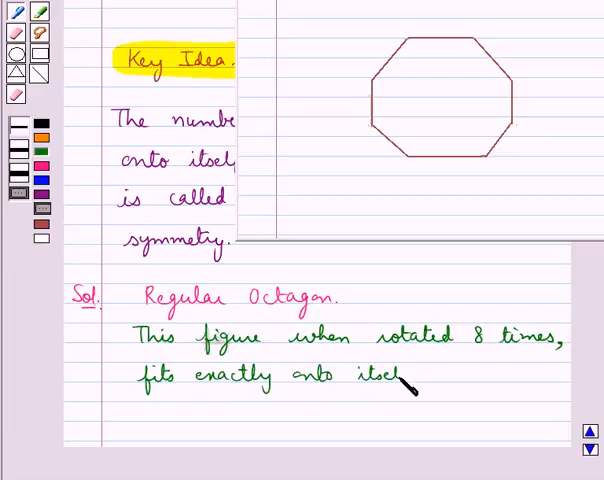 Key Idea.
The numbe
onto itsel
is called
symmetry.
Sol. Regular Octagon.
This figure when rotated 8 times,
fits exactly onto itsel